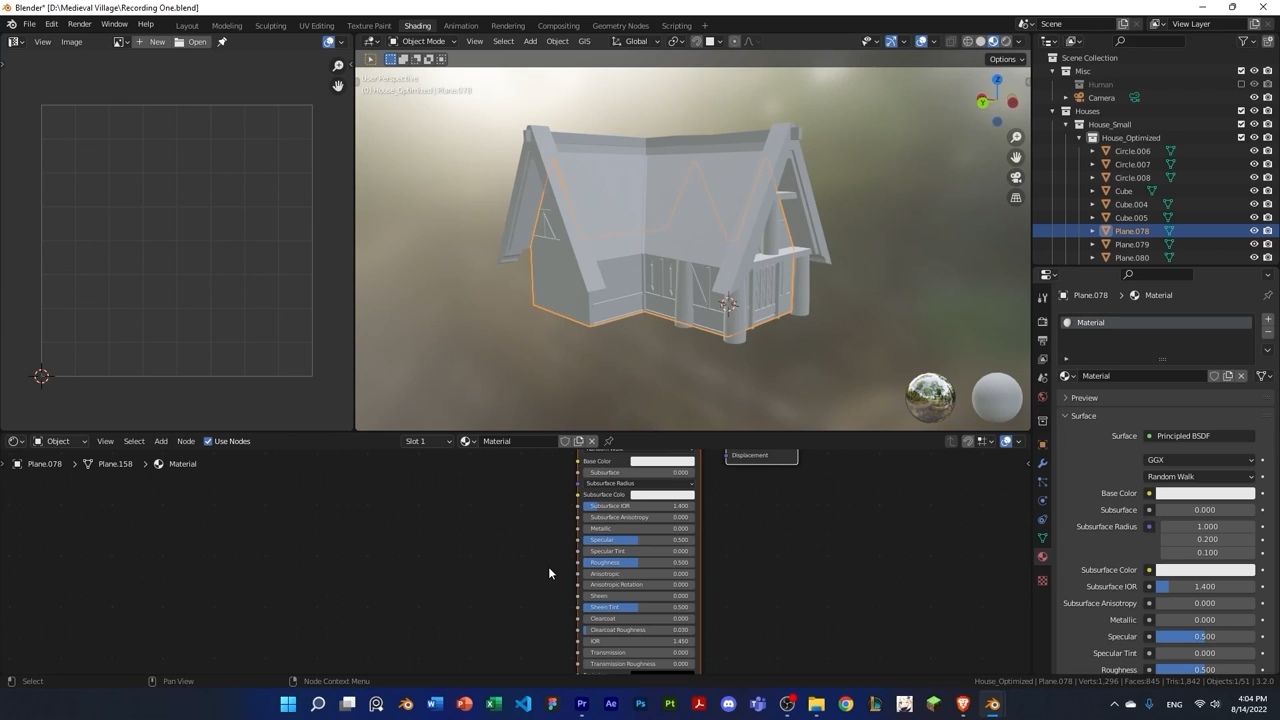 Blender* [D:\Medieval Village\Recording One.blend]
File Edit Render Window Help Layout Modeling Sculpting UV Editing Texture Paint Shading Animation Rendering Compositing Geometry Nodes Scripting + Scene View Layer
View Image New Open Object Mode View Select Add Object GIS Global
Options
User Perspective
(0) House_Optimized | Plane.078
Scene Collection
Misc
Human
Camera
Houses
House_Small
House_Optimized
Circle.006
Circle.007
Circle.008
Cube
Cube.004
Cube.005
Plane.078
Plane.079
Plane.080
Plane.078 > Material
Material
Material
Preview
Surface
Surface Principled BSDF
GGX
Random Walk
Base Color
Subsurface 0.000
Subsurface Radius 1.000
0.200
0.100
Subsurface Color
Subsurface IOR 1.400
Subsurface Anisotropy 0.000
Metallic 0.000
Specular 0.500
Specular Tint 0.000
Roughness 0.500
Object View Select Add Node Use Nodes Slot 1 Material
Plane.078 > Plane.158 > Material
Displacement
Base Color
Subsurface 0.000
Subsurface Radius
Subsurface Colo
Subsurface IOR 1.400
Subsurface Anisotropy 0.000
Metallic 0.000
Specular 0.500
Specular Tint 0.000
Roughness 0.500
Anisotropic 0.000
Anisotropic Rotation 0.000
Sheen 0.000
Sheen Tint 0.500
Clearcoat 0.000
Clearcoat Roughness 0.030
IOR 1.450
Transmission 0.000
Transmission Roughness 0.000
Select Pan View Node Context Menu House_Optimized | Plane.078 | Verts:1,296 | Faces:845 | Tris:1,842 | Objects:1/51 | 3.2.0
4:04 PM
8/14/2022